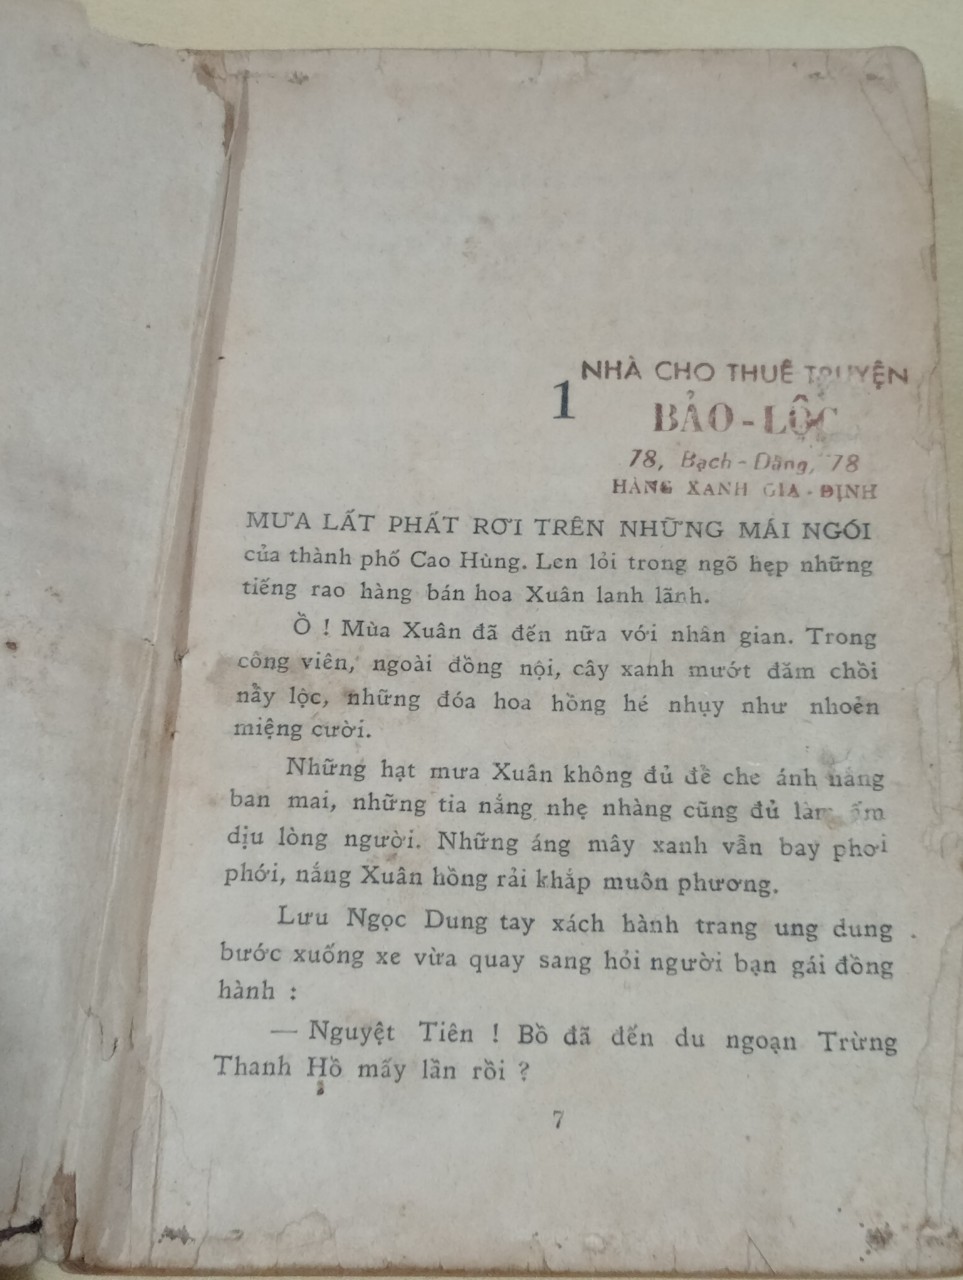 NHÀ CHO THUÊ TRUYỆN
1
BẢO - LỘC
78, Bạch - Đằng, 78
HÀNG XANH GIA - ĐỊNH
MƯA LẤT PHẤT RƠI TRÊN NHỮNG MÁI NGÓI
của thành phố Cao Hùng. Len lỏi trong ngõ hẹp những
tiếng rao hàng bán hoa Xuân lanh lãnh.
Ồ ! Mùa Xuân đã đến nữa với nhân gian. Trong
công viên, ngoài đồng nội, cây xanh mướt đăm chồi
nẩy lộc, những đóa hoa hồng hé nhụy như nhoẻn
miệng cười.
Những hạt mưa Xuân không đủ để che ánh nắng
ban mai, những tia nắng nhẹ nhàng cũng đủ làm ấm
dịu lòng người. Những áng mây xanh vẫn bay phơi
phới, nắng Xuân hồng rải khắp muôn phương.
Lưu Ngọc Dung tay xách hành trang ung dung
bước xuống xe vừa quay sang hỏi người bạn gái đồng
hành :
— Nguyệt Tiên ! Bồ đã đến du ngoạn Trừng
Thanh Hồ mấy lần rồi ?
7